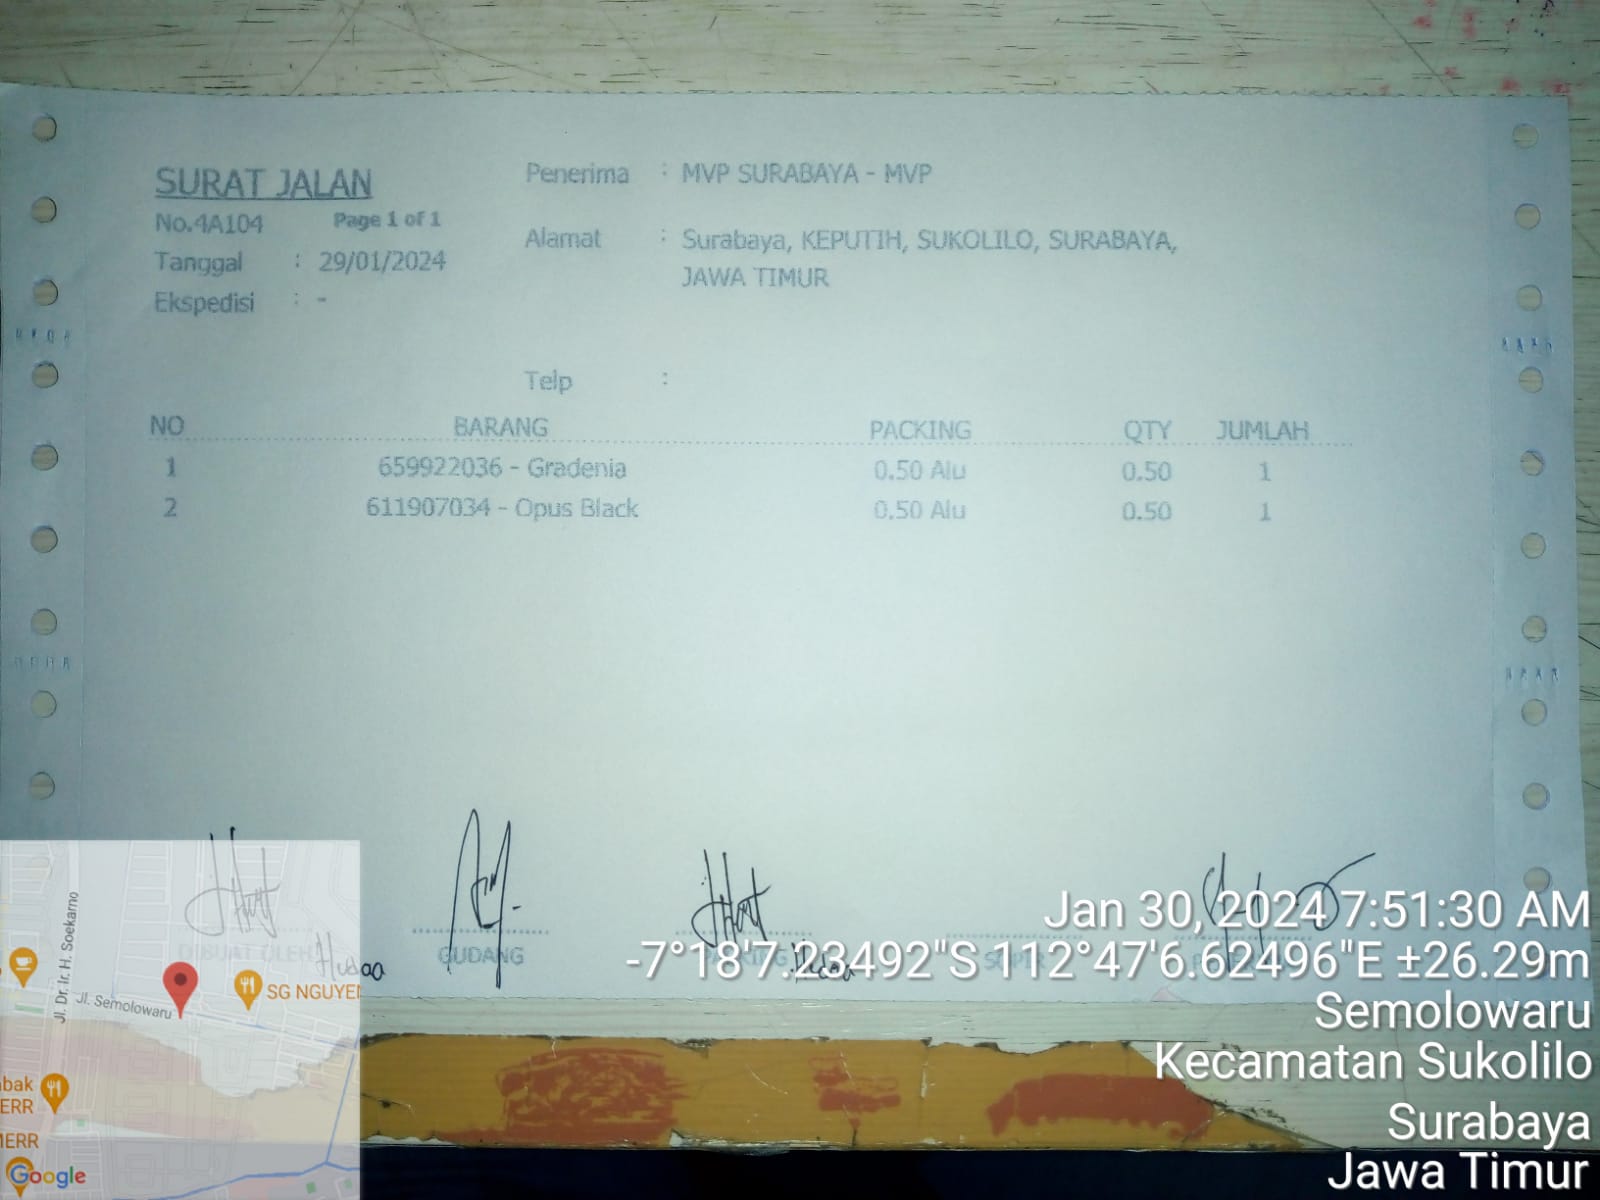 SURAT JALAN
No.4A104 Page 1 of 1
Tanggal : 29/01/2024
Ekspedisi : -
Penerima : MVP SURABAYA - MVP
Alamat : Surabaya, KEPUTIH, SUKOLILO, SURABAYA,
JAWA TIMUR
Telp :
NO BARANG PACKING QTY JUMLAH
1 659922036 - Gradenia 0.50 Alu 0.50 1
2 611907034 - Opus Black 0.50 Alu 0.50 1
DIBUAT OLEH GUDANG PACKING
Hudaa
Hudaa
Jan 30, 2024 7:51:30 AM
-7°18'7.23492"S 112°47'6.62496"E ±26.29m
Semolowaru
Kecamatan Sukolilo
Surabaya
Jawa Timur
Jl. Dr. Ir. H. Soekarno
Jl. Semolowaru
SG NGUYEN
bak
ERR
MERR
Google